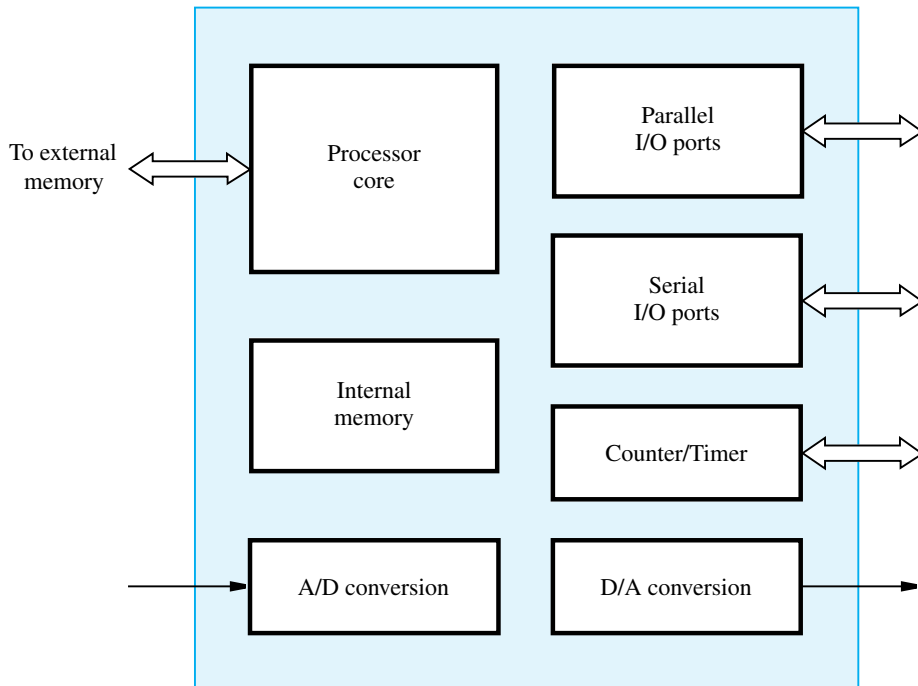 To external
memory
Processor
core
Parallel
I/O ports
Serial
I/O ports
Internal
memory
Counter/Timer
A/D conversion
D/A conversion